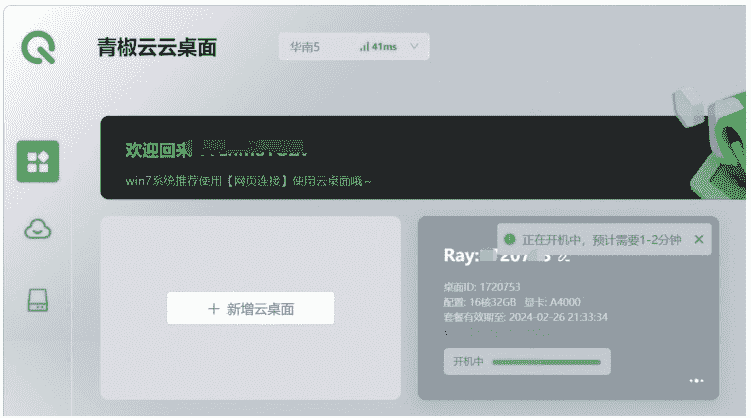 青椒云云桌面
华南5 41ms
欢迎回来
win7系统推荐使用【网页连接】使用云桌面哦~
正在开机中，预计需要1-2分钟
Ray:
+ 新增云桌面
桌面ID: 1720753
配置: 16核32GB 显卡: A4000
套餐有效期至: 2024-02-26 21:33:34
开机中